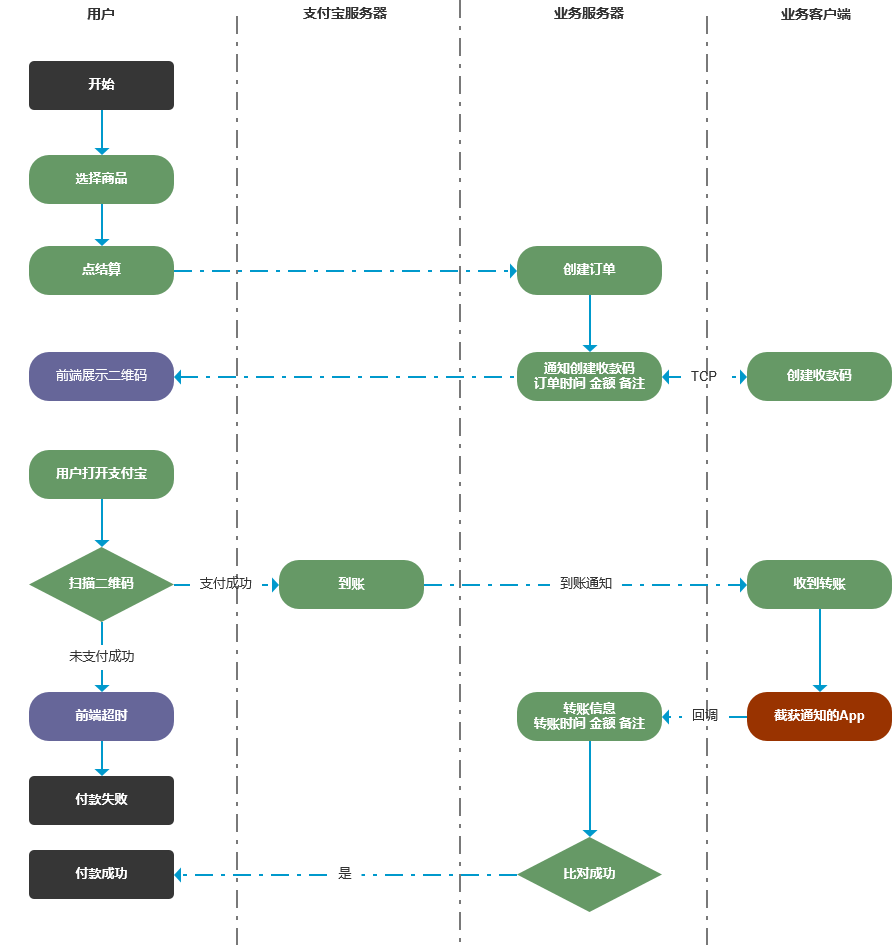 用户
支付宝服务器
业务服务器
业务客户端
开始
选择商品
点结算
创建订单
前端展示二维码
通知创建收款码
订单时间 金额 备注
TCP
创建收款码
用户打开支付宝
扫描二维码
支付成功
到账
到账通知
收到转账
未支付成功
前端超时
转账信息
转账时间 金额 备注
回调
截获通知的App
付款失败
付款成功
是
比对成功